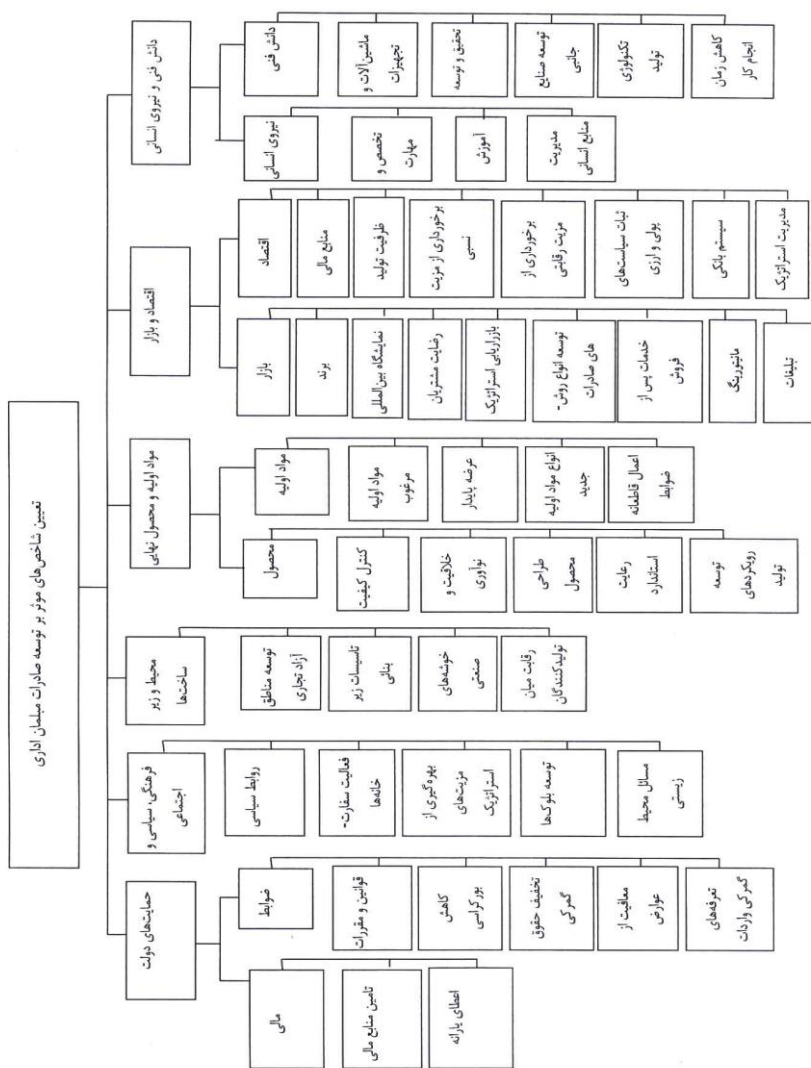 تعیین شاخص‌های موثر بر توسعه صادرات مبلمان اداری
دانش فنی و نیروی انسانی
دانش فنی
ماشین‌آلات و
تجهیزات
تحقیق و توسعه
توسعه صنایع
جانبی
تولید
تکنولوژی
کاهش زمان
انجام کار
نیروی انسانی
تخصص و
مهارت
آموزش
مدیریت
منابع انسانی
اقتصاد و بازار
اقتصاد
منابع مالی
ظرفیت تولید
برخورداری از مزیت
نسبی
برخورداری از
مزیت رقابتی
ثبات سیاست‌های
پولی و ارزی
سیستم بانکی
مدیریت استراتژیک
بازار
برند
نمایشگاه بین‌المللی
رضایت مشتریان
بازاریابی استراتژیک
توسعه انواع روش-
های صادرات
خدمات پس از
فروش
مانیتورینگ
تبلیغات
مواد اولیه و محصول نهایی
مواد اولیه
مواد اولیه
مرغوب
عرضه پایدار
انواع مواد اولیه
جدید
اعمال قاطعانه
ضوابط
محصول
کنترل کیفیت
خلاقیت و
نوآوری
طراحی
محصول
رعایت
استاندارد
توسعه
رویکردهای
تولید
محیط و زیر
ساخت‌ها
توسعه مناطق
آزاد تجاری
تاسیسات زیر
بنائی
خوشه‌های
صنعتی
رقابت میان
تولیدکنندگان
فرهنگی، سیاسی و
اجتماعی
روابط سیاسی
فعالیت سفارت-
خانه‌ها
بهره‌گیری از
مزیت‌های
استراتژیک
توسعه بلوک‌ها
مسائل محیط
زیستی
حمایت‌های دولت
ضوابط
قوانین و مقررات
کاهش
بورکراسی
تخفیف حقوق
گمرکی
معافیت از
عوارض
تعرفه‌های
گمرکی واردات
مالی
تامین منابع مالی
اعطای یارانه